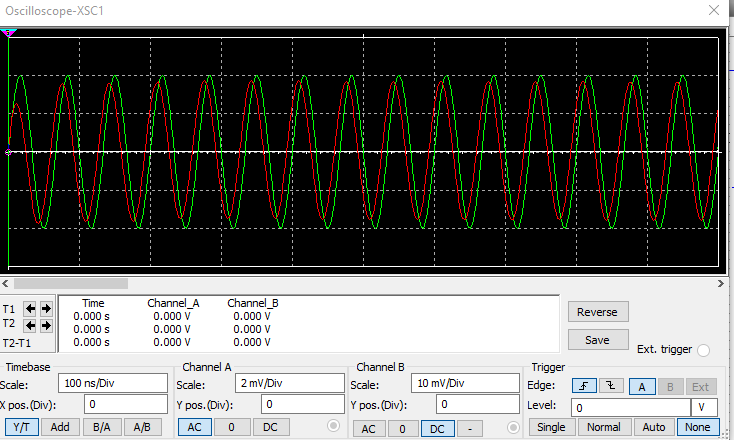 Oscilloscope-XSC1
Time Channel_A Channel_B
T1 0.000 s 0.000 V 0.000 V
T2 0.000 s 0.000 V 0.000 V
T2-T1 0.000 s 0.000 V 0.000 V
Reverse
Save
Ext. trigger
Timebase
Scale: 100 ns/Div
X pos.(Div): 0
Y/T Add B/A A/B
Channel A
Scale: 2 mV/Div
Y pos.(Div): 0
AC 0 DC
Channel B
Scale: 10 mV/Div
Y pos.(Div): 0
AC 0 DC -
Trigger
Edge: A B Ext
Level: 0 V
Single Normal Auto None